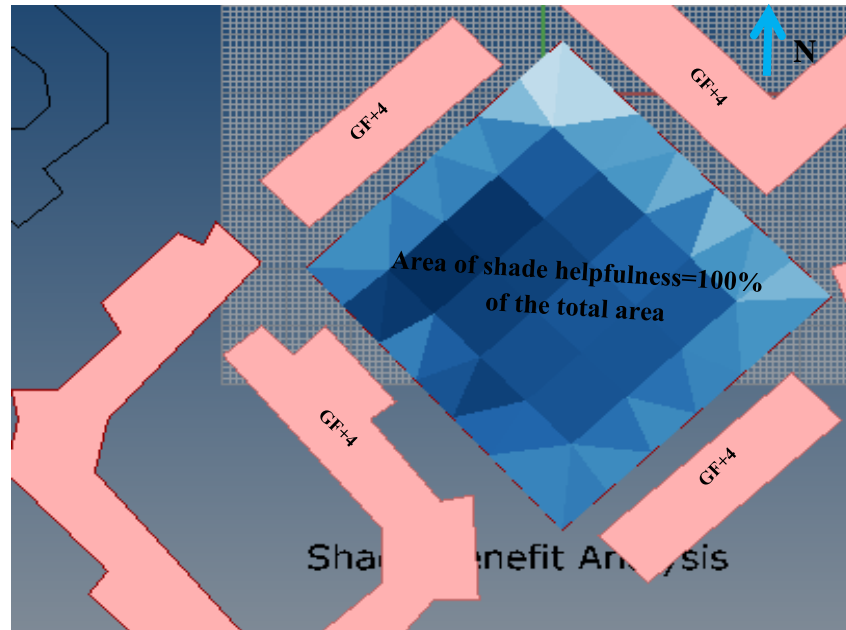 N
GF+4
GF+4
Area of shade helpfulness=100%
of the total area
GF+4
GF+4